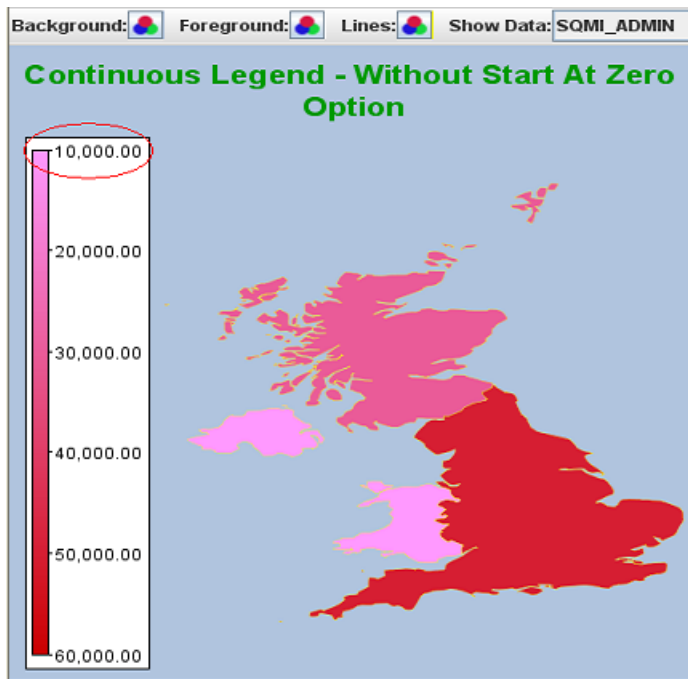 Background: Foreground: Lines: Show Data: SQMI_ADMIN
Continuous Legend - Without Start At Zero
Option
10,000.00
20,000.00
30,000.00
40,000.00
50,000.00
60,000.00